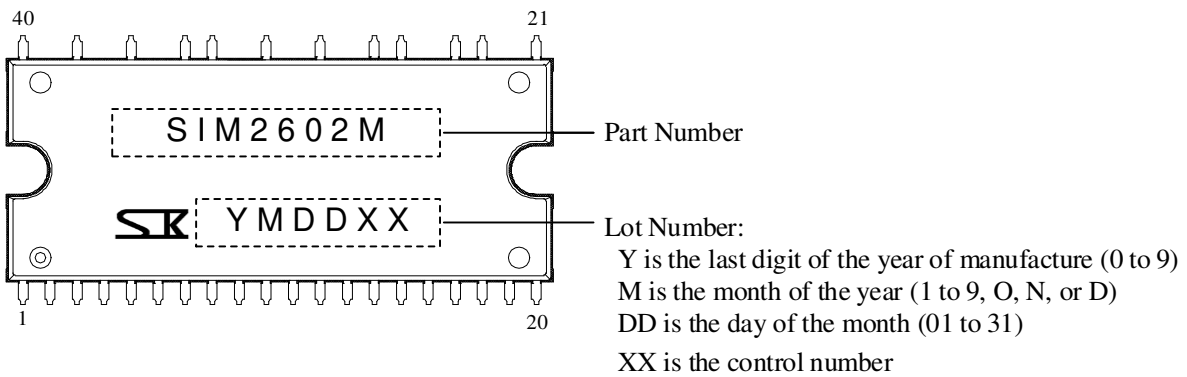 40 21
SIM2602M
Part Number
SK YMDDXX
Lot Number:
Y is the last digit of the year of manufacture (0 to 9)
M is the month of the year (1 to 9, O, N, or D)
DD is the day of the month (01 to 31)
XX is the control number
1 20